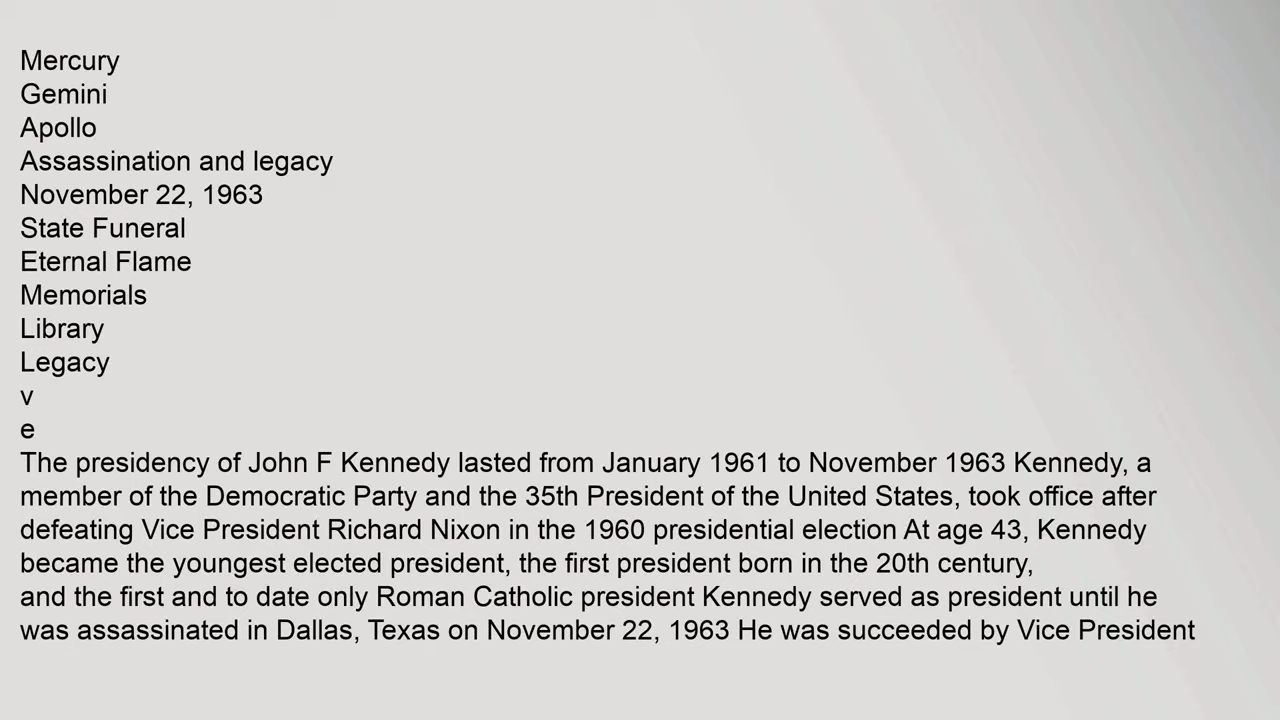 Mercury
Gemini
Apollo
Assassination and legacy
November 22, 1963
State Funeral
Eternal Flame
Memorials
Library
Legacy
v
e
The presidency of John F Kennedy lasted from January 1961 to November 1963 Kennedy, a
member of the Democratic Party and the 35th President of the United States, took office after
defeating Vice President Richard Nixon in the 1960 presidential election At age 43, Kennedy
became the youngest elected president, the first president born in the 20th century,
and the first and to date only Roman Catholic president Kennedy served as president until he
was assassinated in Dallas, Texas on November 22, 1963 He was succeeded by Vice President